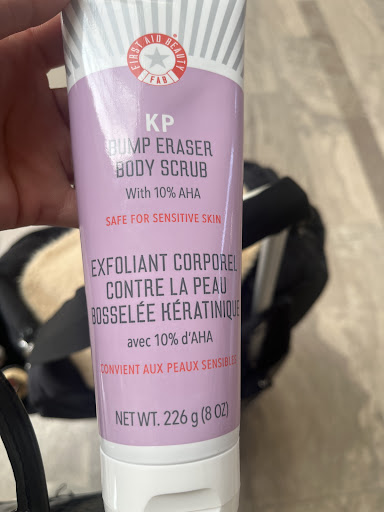 FIRST AID BEAUTY
FAB
KP
BUMP ERASER
BODY SCRUB
With 10% AHA
SAFE FOR SENSITIVE SKIN
EXFOLIANT CORPOREL
CONTRE LA PEAU
BOSSELÉE KÉRATINIQUE
avec 10% d'AHA
CONVIENT AUX PEAUX SENSIBLES
NET WT. 226 g (8 OZ)